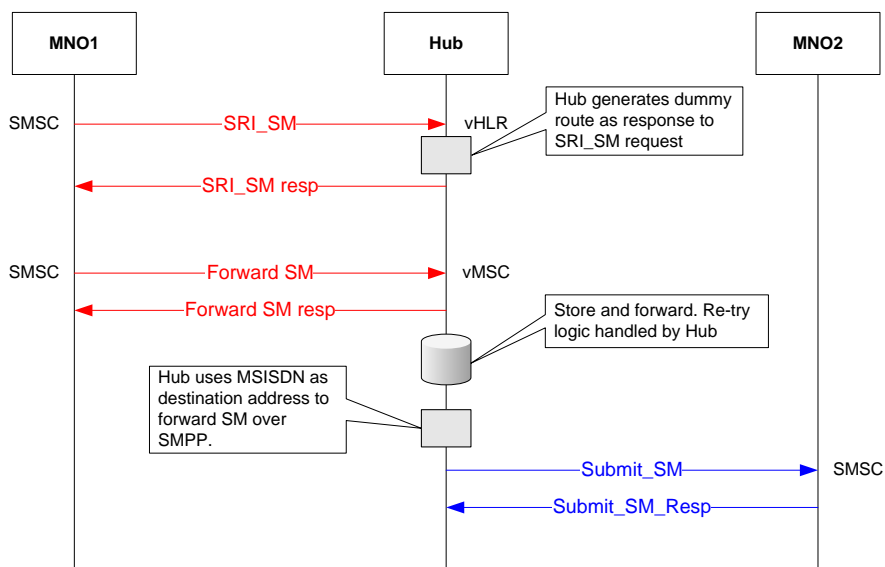 MNO1
Hub
MNO2
SMSC
SRI_SM
vHLR
Hub generates dummy
route as response to
SRI_SM request
SRI_SM resp
SMSC
Forward SM
vMSC
Forward SM resp
Store and forward. Re-try
logic handled by Hub
Hub uses MSISDN as
destination address to
forward SM over
SMPP.
Submit_SM
SMSC
Submit_SM_Resp